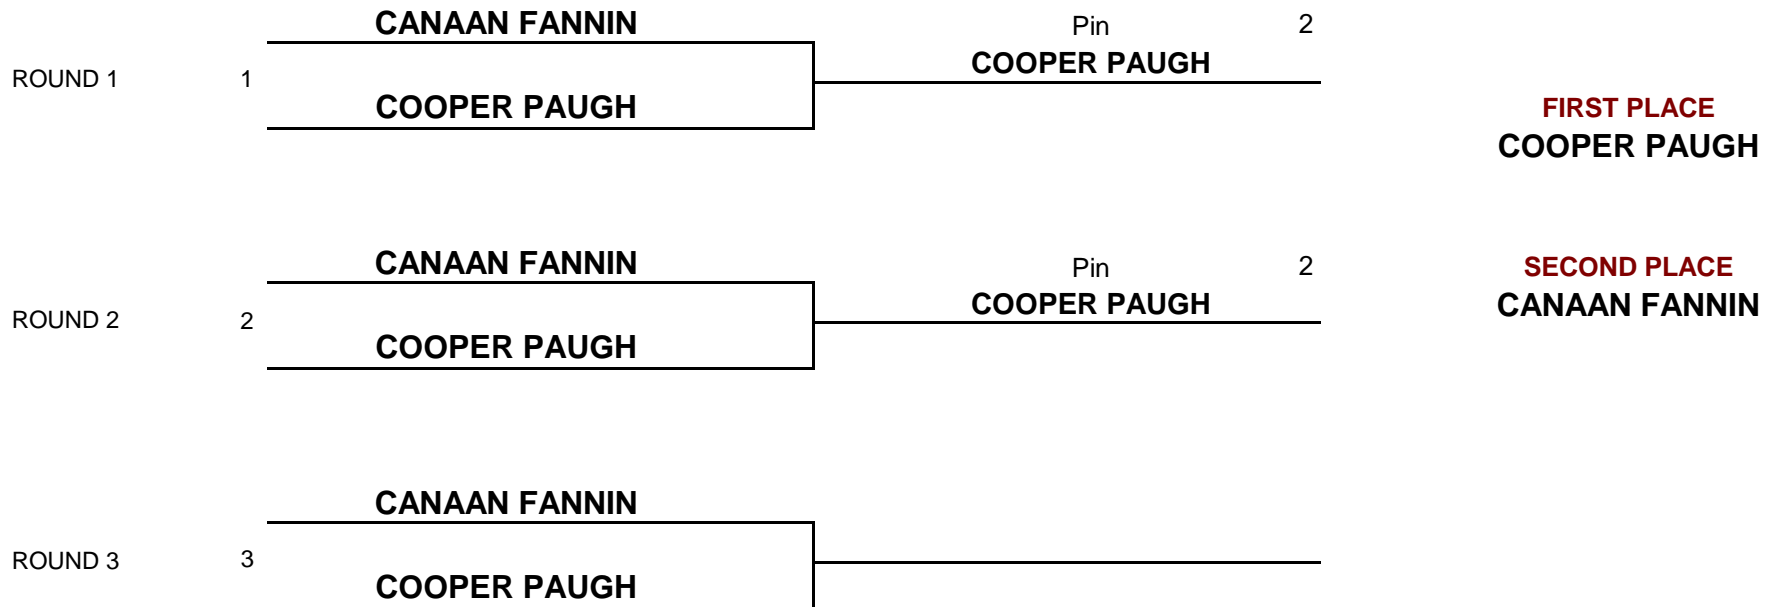 CANAAN FANNIN
Pin 2
COOPER PAUGH
ROUND 1 1
COOPER PAUGH
FIRST PLACE
COOPER PAUGH
CANAAN FANNIN
Pin 2
SECOND PLACE
COOPER PAUGH
CANAAN FANNIN
ROUND 2 2
COOPER PAUGH
CANAAN FANNIN
ROUND 3 3
COOPER PAUGH